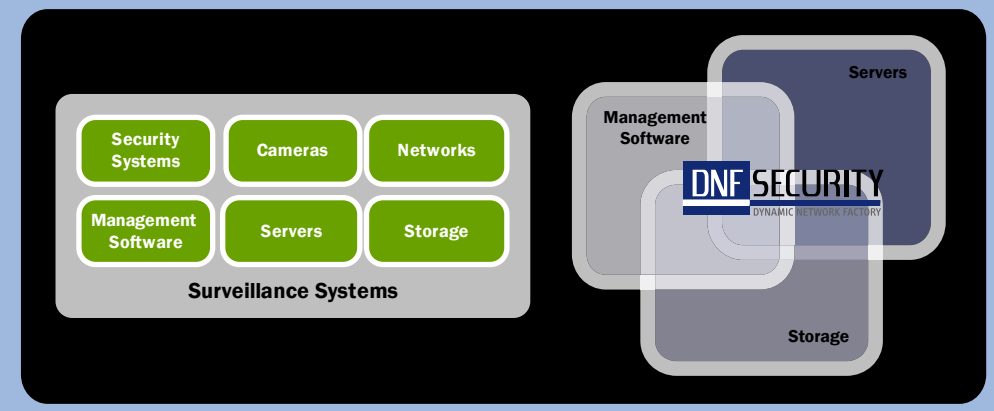 Security
Systems
Cameras
Networks
Management
Software
Servers
Storage
Surveillance Systems
Servers
Management
Software
DNF SECURITY
DYNAMIC NETWORK FACTORY
Storage